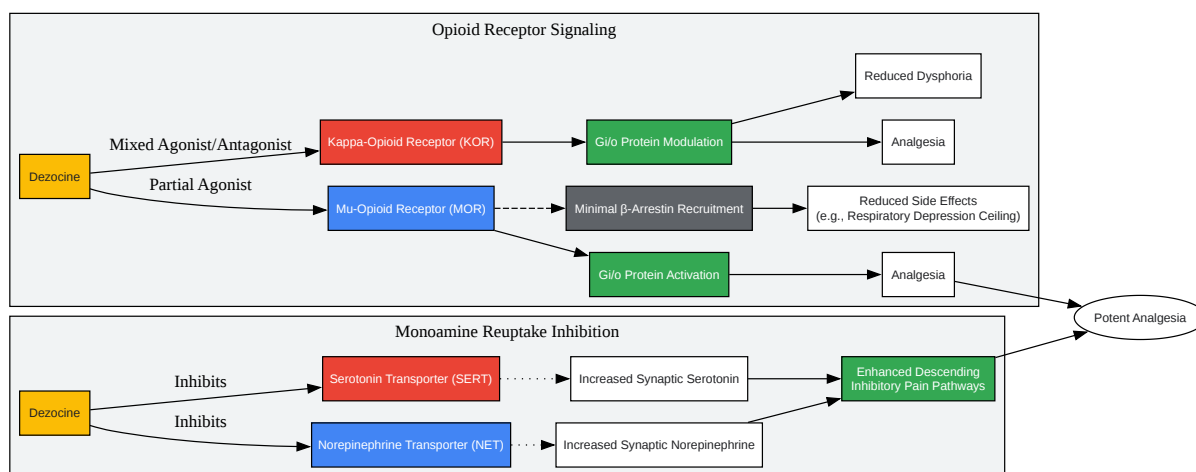 Opioid Receptor Signaling
Reduced Dysphoria
Mixed Agonist/Antagonist
Kappa-Opioid Receptor (KOR)
Gi/o Protein Modulation
Analgesia
Dezocine
Partial Agonist
Mu-Opioid Receptor (MOR)
Minimal β-Arrestin Recruitment
Reduced Side Effects
(e.g., Respiratory Depression Ceiling)
Gi/o Protein Activation
Analgesia
Potent Analgesia
Monoamine Reuptake Inhibition
Inhibits
Serotonin Transporter (SERT)
Increased Synaptic Serotonin
Enhanced Descending
Inhibitory Pain Pathways
Dezocine
Inhibits
Norepinephrine Transporter (NET)
Increased Synaptic Norepinephrine